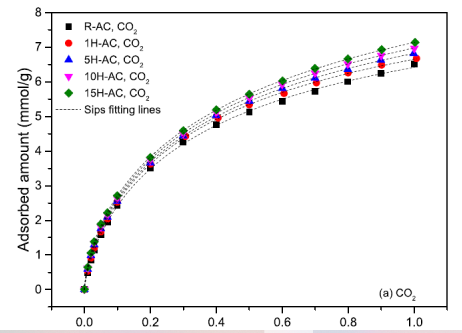 8
7
6
5
4
3
2
1
0
Adsorbed amount (mmol/g)
R-AC, CO₂
1H-AC, CO₂
5H-AC, CO₂
10H-AC, CO₂
15H-AC, CO₂
Sips fitting lines
(a) CO₂
0.0 0.2 0.4 0.6 0.8 1.0